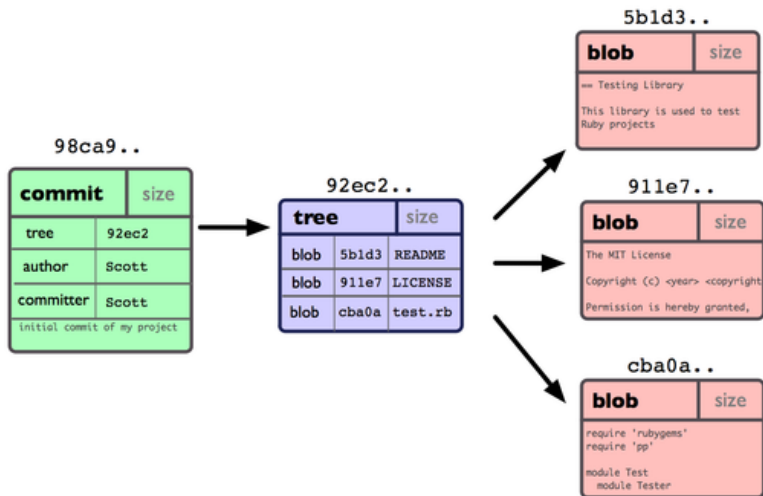 98ca9..
commit size
tree 92ec2
author Scott
committer Scott
initial commit of my project
92ec2..
tree size
blob 5b1d3 README
blob 911e7 LICENSE
blob cba0a test.rb
5b1d3..
blob size
== Testing Library
This library is used to test
Ruby projects
911e7..
blob size
The MIT License
Copyright (c) <year> <copyright
Permission is hereby granted,
cba0a..
blob size
require 'rubygems'
require 'pp'
module Test
module Tester